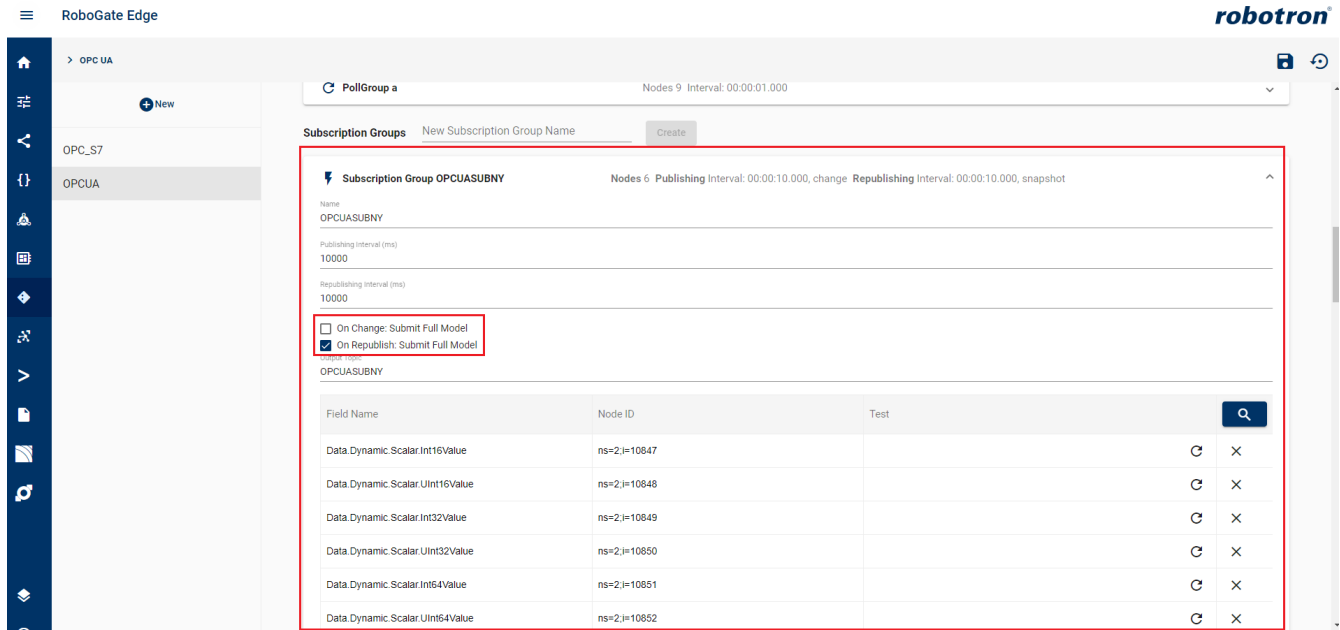 RoboGate Edge
robotron®
> OPC UA
New
OPC_S7
OPCUA
PollGroup a Nodes 9 Interval: 00:00:01.000
Subscription Groups New Subscription Group Name Create
Subscription Group OPCUASUBNY Nodes 6 Publishing Interval: 00:00:10.000, change Republishing Interval: 00:00:10.000, snapshot
Name
OPCUASUBNY
Publishing Interval (ms)
10000
Republishing Interval (ms)
10000
On Change: Submit Full Model
On Republish: Submit Full Model
Output Topic
OPCUASUBNY
Field Name Node ID Test
Data.Dynamic.Scalar.Int16Value ns=2;i=10847
Data.Dynamic.Scalar.UInt16Value ns=2;i=10848
Data.Dynamic.Scalar.Int32Value ns=2;i=10849
Data.Dynamic.Scalar.UInt32Value ns=2;i=10850
Data.Dynamic.Scalar.Int64Value ns=2;i=10851
Data.Dynamic.Scalar.UInt64Value ns=2;i=10852